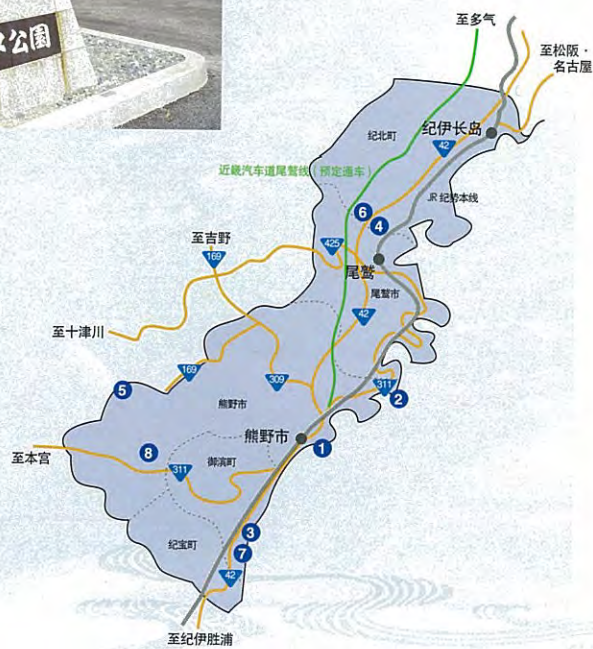 公園
至多气
至松阪・
名古屋
纪伊长岛
纪北町
42
近畿汽车道尾鹫线（预定通车）
JR 纪势本线
6
4
至吉野
169
425
尾鹫
尾鹫市
42
至十津川
169
309
311
5
2
熊野市
熊野市
1
至本宫
8
311
御滨町
3
纪宝町
7
42
至纪伊胜浦